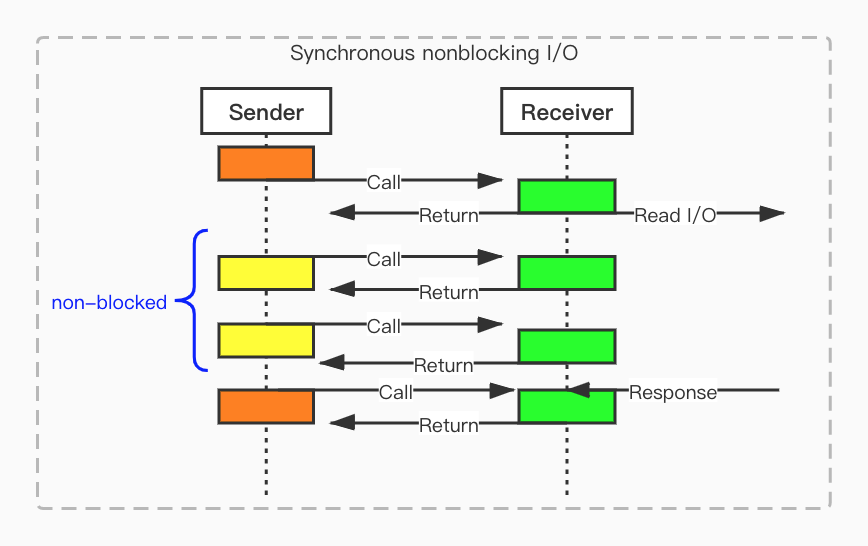 Synchronous nonblocking I/O
Sender
Receiver
Call
Return
Read I/O
Call
non-blocked
Return
Call
Return
Call
Response
Return